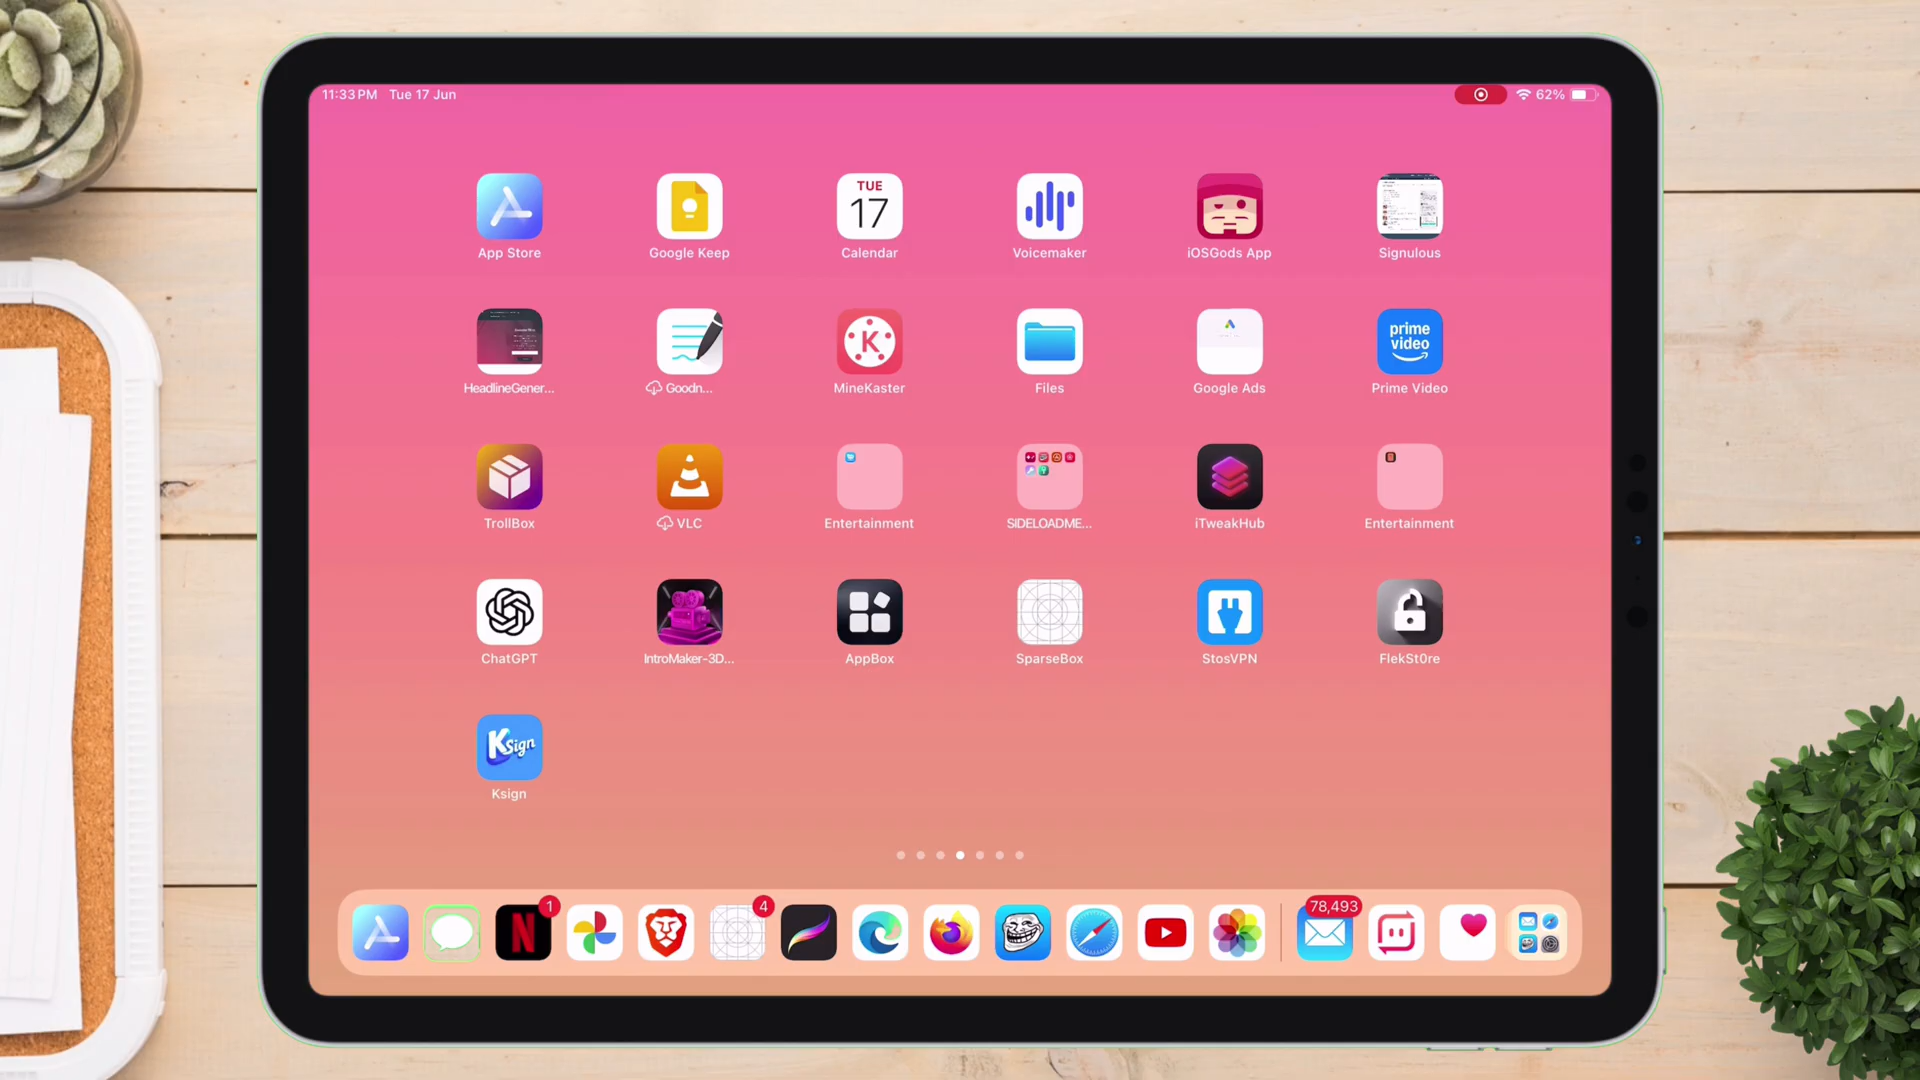 11:33 PM Tue 17 Jun
62%
TUE
17
App Store
Google Keep
Calendar
Voicemaker
iOSGods App
Signulous
K
prime
video
HeadlineGener...
Goodn...
MineKaster
Files
Google Ads
Prime Video
TrollBox
VLC
Entertainment
SIDELOADME...
iTweakHub
Entertainment
ChatGPT
IntroMaker-3D...
AppBox
SparseBox
StosVPN
FlekSt0re
Ksign
Ksign
1
4
78,493
N